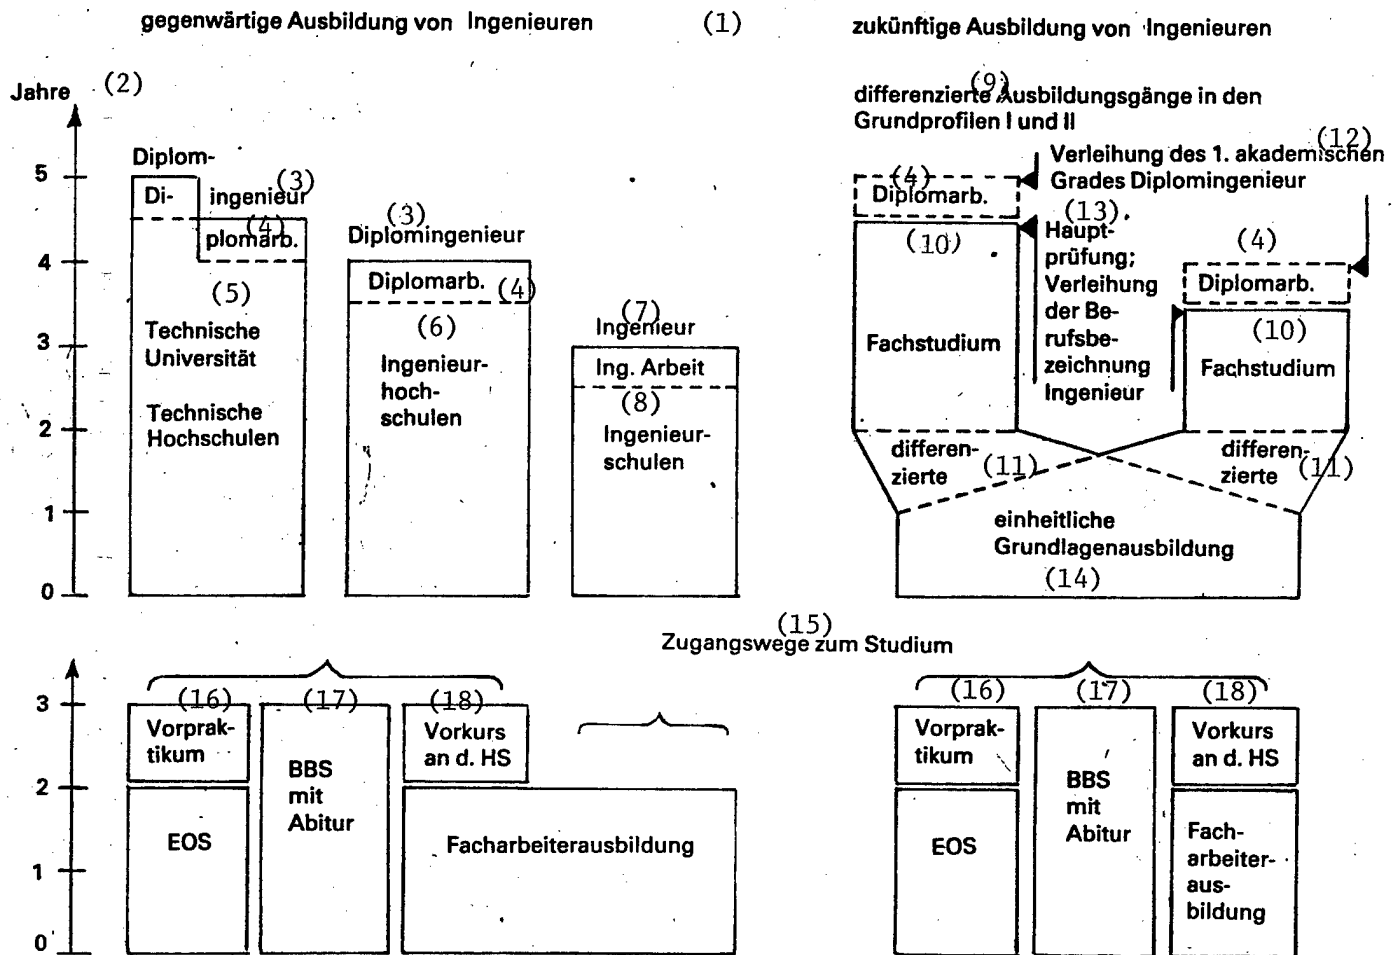 gegenwärtige Ausbildung von Ingenieuren
(1)
zukünftige Ausbildung von Ingenieuren
Jahre
(2)
5
4
3
2
1
0
Diplom-
Di-
ingenieur
(3)
(4)
plomarb.
(5)
Technische
Universität
Technische
Hochschulen
(3)
Diplomingenieur
Diplomarb.
(4)
(6)
Ingenieur-
hoch-
schulen
(7)
Ingenieur
Ing. Arbeit
(8)
Ingenieur-
schulen
(9)
differenzierte Ausbildungsgänge in den
Grundprofilen I und II
(12)
Verleihung des 1. akademischen
Grades Diplomingenieur
(4)
Diplomarb.
(10)
Fachstudium
(13)
Haupt-
prüfung;
Verleihung
der Be-
rufsbe-
zeichnung
Ingenieur
(4)
Diplomarb.
(10)
Fachstudium
differen-
zierte
(11)
differen-
zierte
(11)
einheitliche
Grundlagenausbildung
(14)
(15)
Zugangswege zum Studium
3
2
1
0
(16)
Vorprak-
tikum
EOS
(17)
BBS
mit
Abitur
(18)
Vorkurs
an d. HS
Facharbeiterausbildung
(16)
Vorprak-
tikum
EOS
(17)
BBS
mit
Abitur
(18)
Vorkurs
an d. HS
Fach-
arbeiter-
aus-
bildung